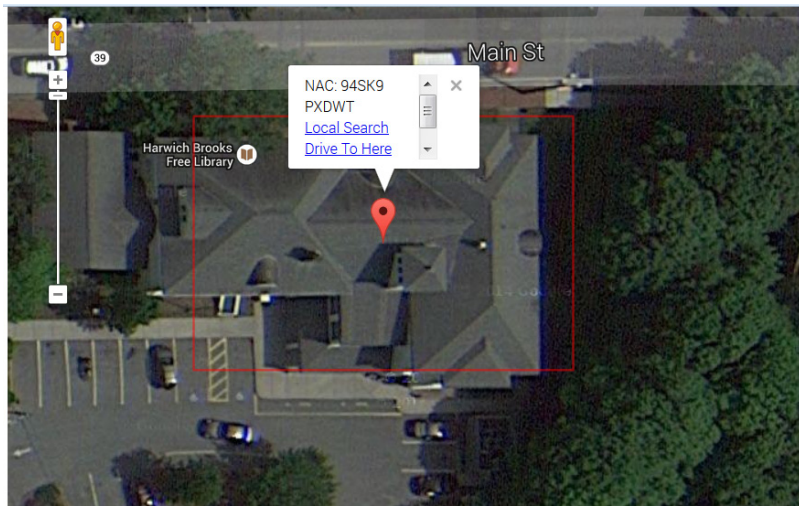 39
Main St
NAC: 94SK9
PXDWT
Local Search
Drive To Here
Harwich Brooks
Free Library